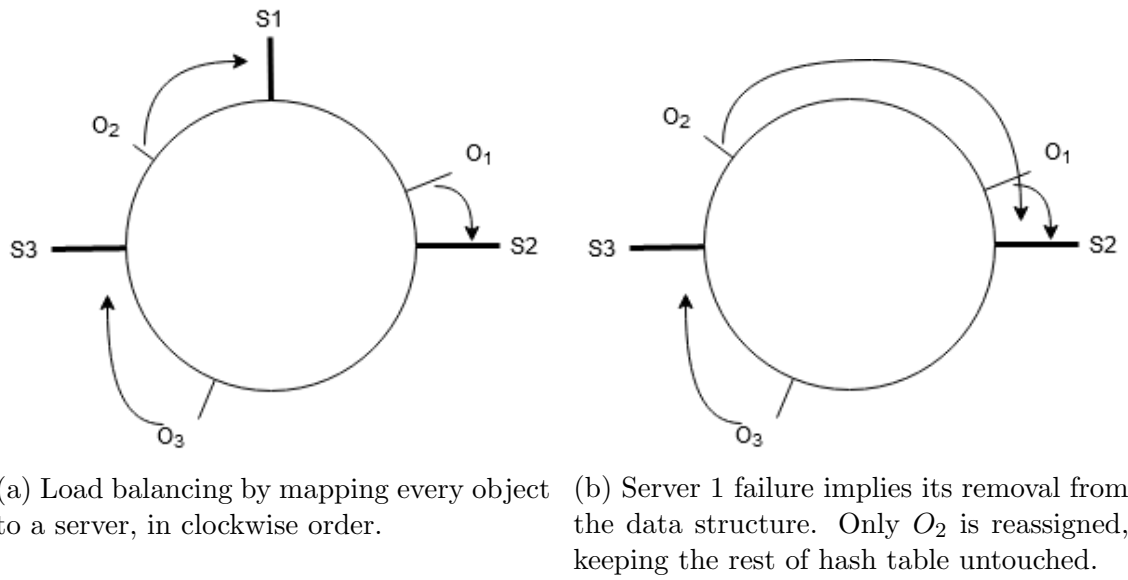 S1
O₂
O₁
S3
S2
O₃
O₂
O₁
S3
S2
O₃
(a) Load balancing by mapping every object
to a server, in clockwise order.
(b) Server 1 failure implies its removal from
the data structure. Only O₂ is reassigned,
keeping the rest of hash table untouched.